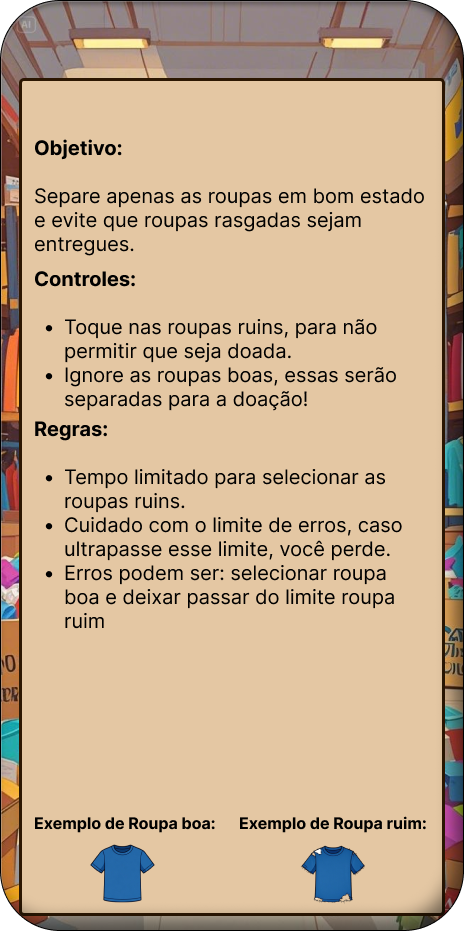 Objetivo:
Separe apenas as roupas em bom estado
e evite que roupas rasgadas sejam
entregues.
Controles:
• Toque nas roupas ruins, para não
permitir que seja doada.
• Ignore as roupas boas, essas serão
separadas para a doação!
Regras:
• Tempo limitado para selecionar as
roupas ruins.
• Cuidado com o limite de erros, caso
ultrapasse esse limite, você perde.
• Erros podem ser: selecionar roupa
boa e deixar passar do limite roupa
ruim
Exemplo de Roupa boa:
Exemplo de Roupa ruim: